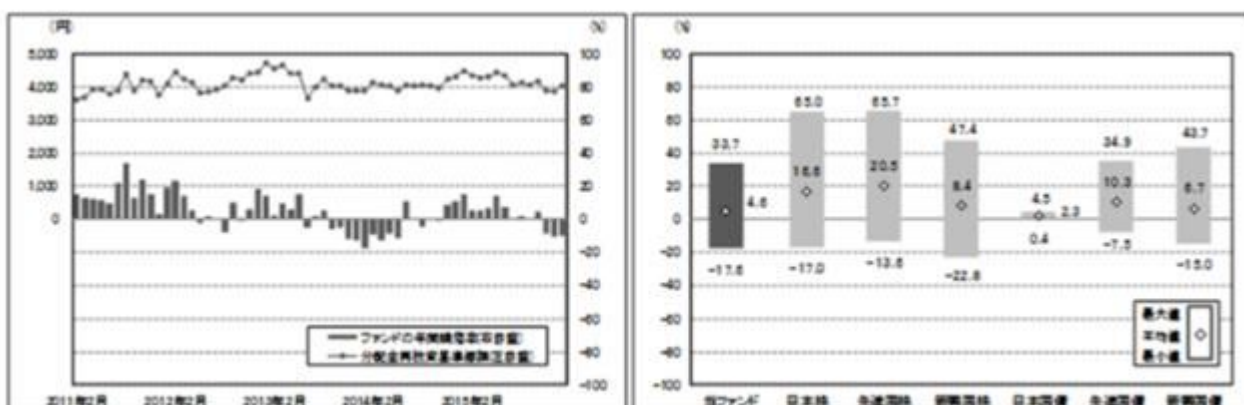 (円) (%)
5,000 100
4,000 80
3,000 60
2,000 40
1,000 20
0 0
-20
-40
-60
-80
-100
ファンドの年間騰落率(右目盛)
分配金再投資基準価額(左目盛)
2011年2月 2012年2月 2013年2月 2014年2月 2015年2月
(%)
100
80
60
40
20
0
-20
-40
-60
-80
-100
33.7 65.0 65.7 47.4 4.5 34.9 43.7
4.6 16.6 20.5 8.4 2.3 10.3 6.7
-17.6 -17.0 -13.6 -22.8 0.4 -7.5 -15.0
最大値
平均値
最小値
当ファンド 日本株 先進国株 新興国株 日本国債 先進国債 新興国債